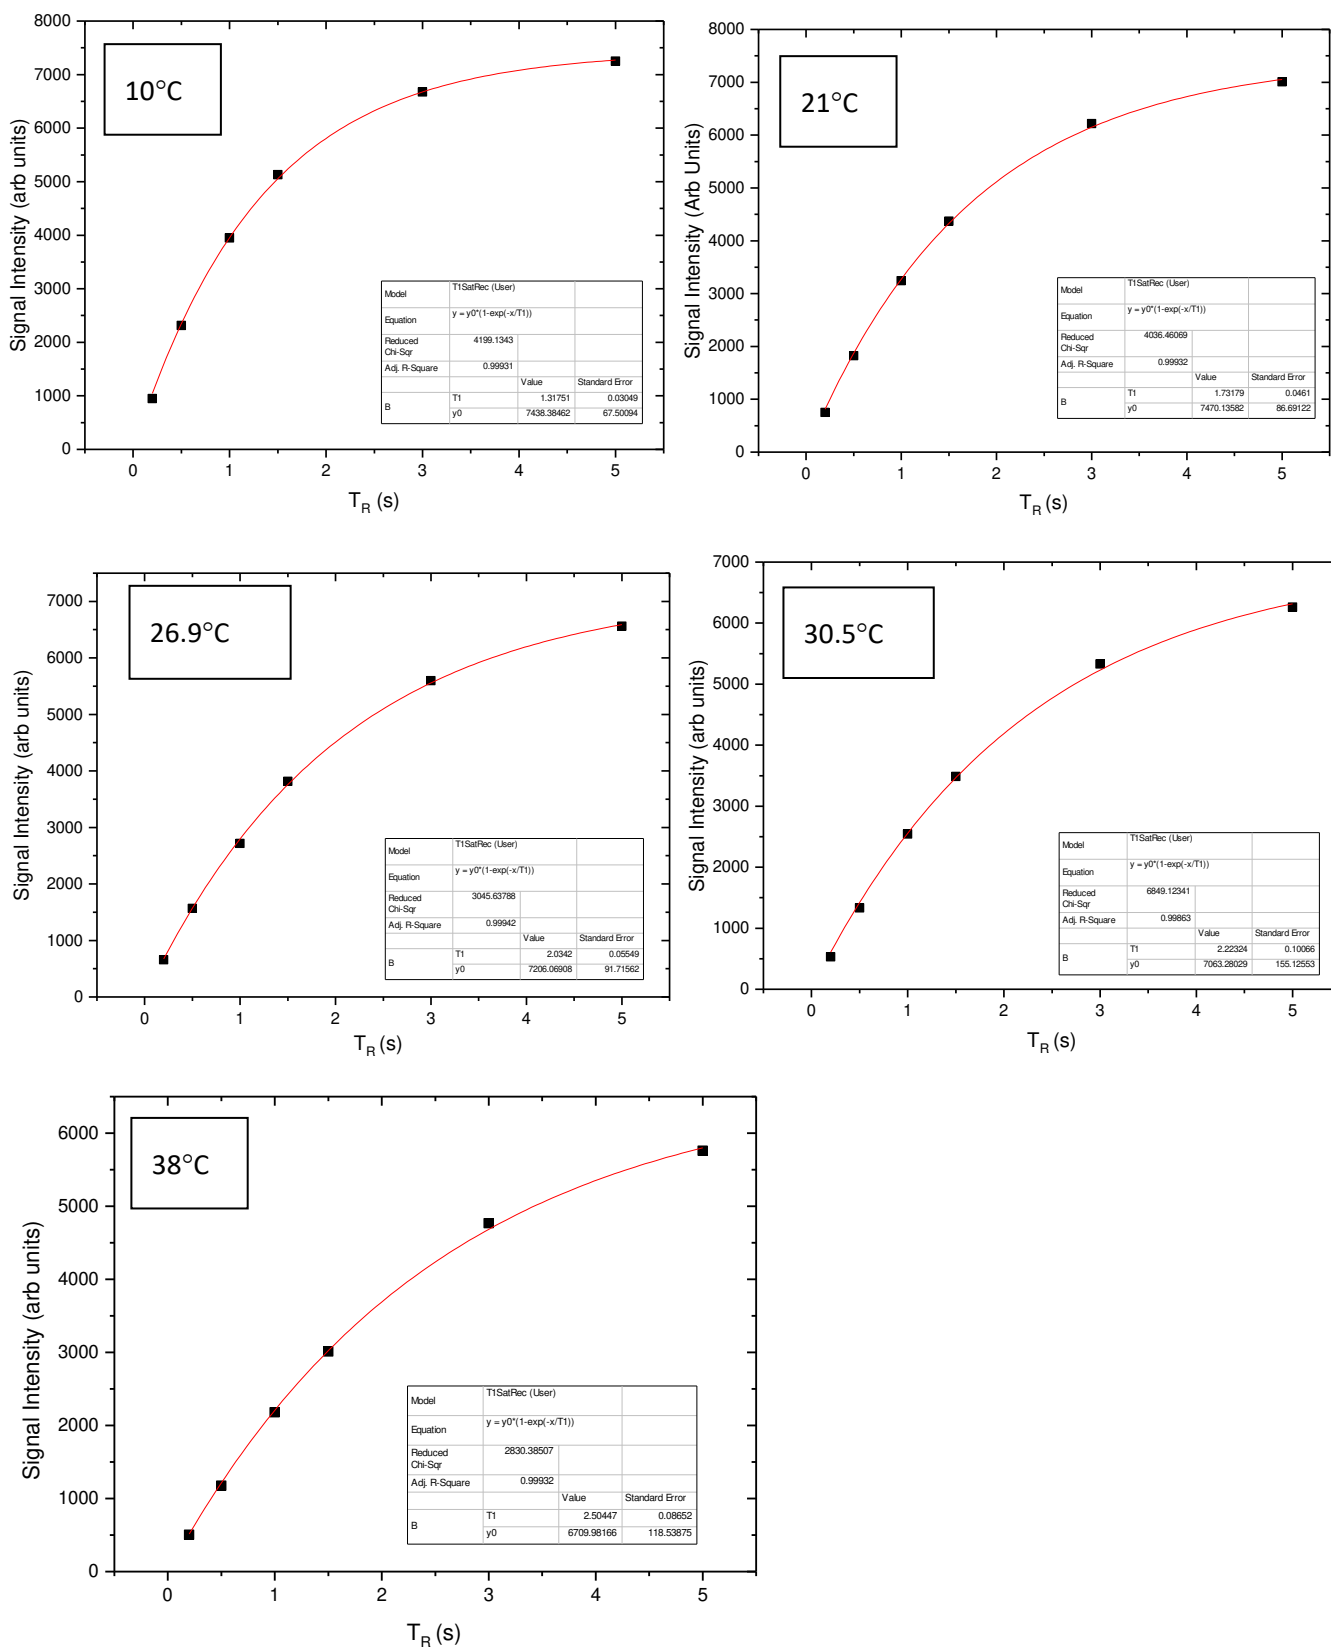 8000
7000
6000
5000
4000
3000
2000
1000
0
Signal Intensity (arb units)
10°C
Model T1SatRec (User)
Equation y = y0*(1-exp(-x/T1))
Reduced Chi-Sqr 4199.1343
Adj. R-Square 0.99931
Value Standard Error
B T1 1.31751 0.03049
y0 7438.38462 67.50094
0 1 2 3 4 5
T_R (s)
8000
7000
6000
5000
4000
3000
2000
1000
0
Signal Intensity (Arb Units)
21°C
Model T1SatRec (User)
Equation y = y0*(1-exp(-x/T1))
Reduced Chi-Sqr 4036.46069
Adj. R-Square 0.99932
Value Standard Error
B T1 1.73179 0.0461
y0 7470.13582 86.69122
0 1 2 3 4 5
T_R (s)
7000
6000
5000
4000
3000
2000
1000
0
Signal Intensity (arb units)
26.9°C
Model T1SatRec (User)
Equation y = y0*(1-exp(-x/T1))
Reduced Chi-Sqr 3045.63788
Adj. R-Square 0.99942
Value Standard Error
B T1 2.0342 0.05549
y0 7206.06908 91.71562
0 1 2 3 4 5
T_R (s)
7000
6000
5000
4000
3000
2000
1000
0
Signal Intensity (arb units)
30.5°C
Model T1SatRec (User)
Equation y = y0*(1-exp(-x/T1))
Reduced Chi-Sqr 6849.12341
Adj. R-Square 0.99863
Value Standard Error
B T1 2.22324 0.10066
y0 7063.28029 155.12553
0 1 2 3 4 5
T_R (s)
6000
5000
4000
3000
2000
1000
0
Signal Intensity (arb units)
38°C
Model T1SatRec (User)
Equation y = y0*(1-exp(-x/T1))
Reduced Chi-Sqr 2830.38507
Adj. R-Square 0.99932
Value Standard Error
B T1 2.50447 0.08652
y0 6709.98166 118.53875
0 1 2 3 4 5
T_R (s)